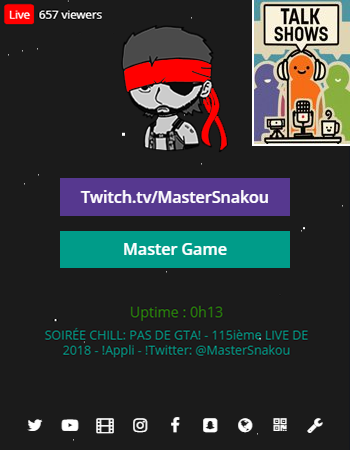 Live 657 viewers
TALK
SHOWS
Twitch.tv/MasterSnakou
Master Game
Uptime : 0h13
SOIRÉE CHILL: PAS DE GTA! - 115ième LIVE DE
2018 - !Appli - !Twitter: @MasterSnakou